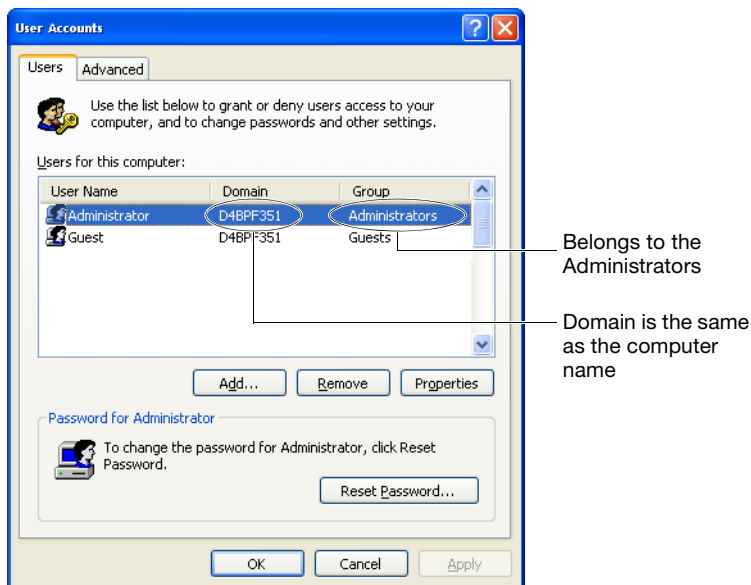 User Accounts
Users
Advanced
Use the list below to grant or deny users access to your
computer, and to change passwords and other settings.
Users for this computer:
User Name Domain Group
Administrator D4BPF351 Administrators
Guest D4BPF351 Guests
Belongs to the
Administrators
Domain is the same
as the computer
name
Add... Remove Properties
Password for Administrator
To change the password for Administrator, click Reset
Password.
Reset Password...
OK Cancel Apply